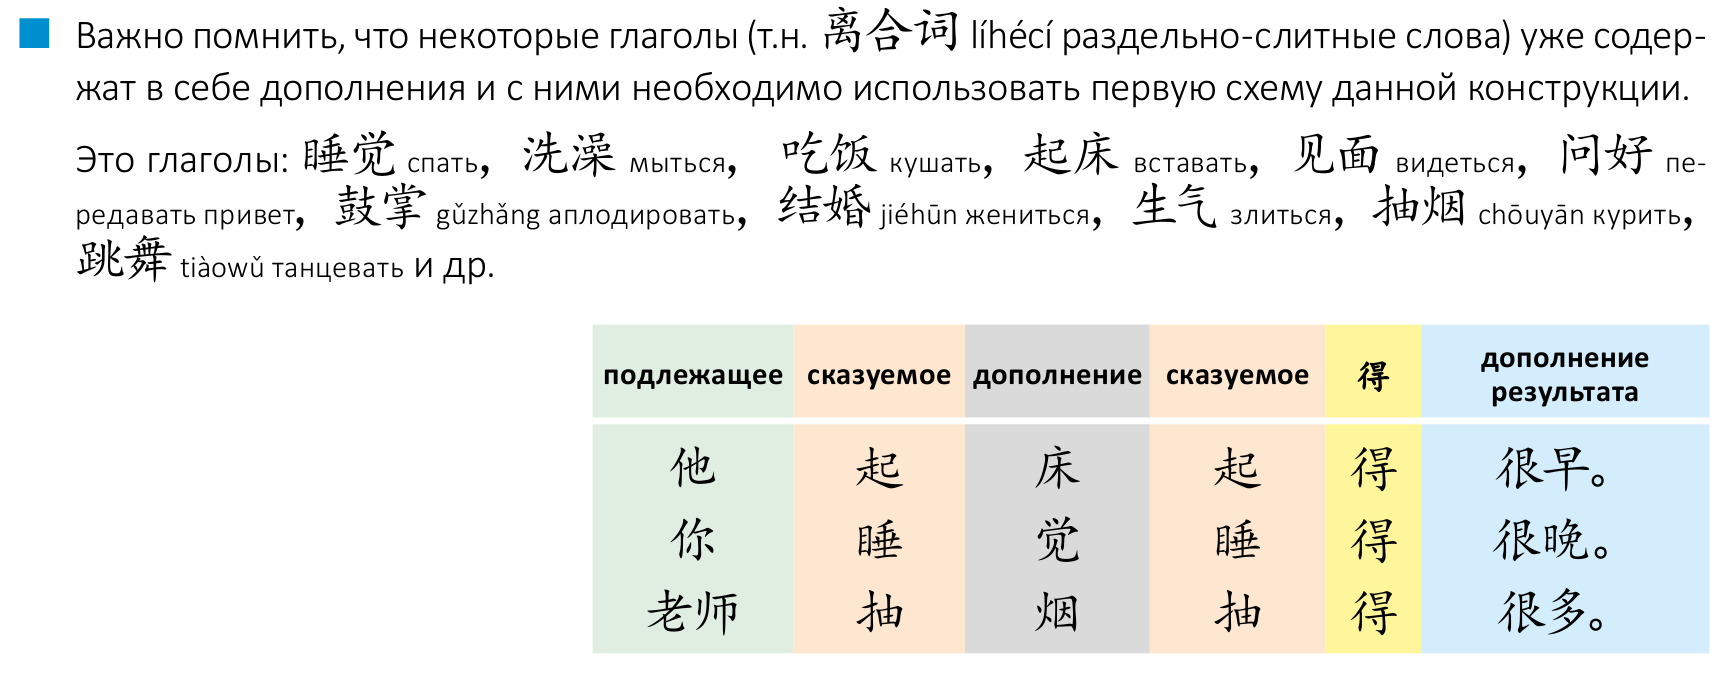 Важно помнить, что некоторые глаголы (т.н. 离合词 líhécí раздельно-слитные слова) уже содер-
жат в себе дополнения и с ними необходимо использовать первую схему данной конструкции.
Это глаголы: 睡觉 спать, 洗澡 мыться, 吃饭 кушать, 起床 вставать, 见面 видеться, 问好 пе-
редавать привет, 鼓掌 gǔzhǎng аплодировать, 结婚 jiéhūn жениться, 生气 злиться, 抽烟 chōuyān курить,
跳舞 tiàowǔ танцевать и др.
подлежащее сказуемое дополнение сказуемое 得 дополнение
результата
他 起 床 起 得 很早。
你 睡 觉 睡 得 很晚。
老师 抽 烟 抽 得 很多。